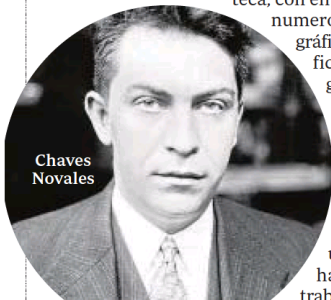 teca, con en
numero
gráfi
fic
g
Chaves
Novales
u
ha
trab